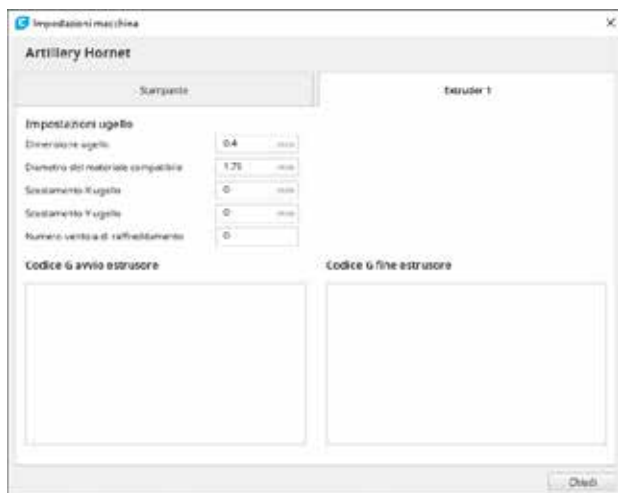 Impostazioni macchina
Artillery Hornet
Stampante
Extruder 1
Impostazioni ugello
Dimensione ugello 0.4 mm
Diametro del materiale compatibile 1.75 mm
Scostamento X ugello 0 mm
Scostamento Y ugello 0 mm
Numero ventola di raffreddamento 0
Codice G avvio estrusore
Codice G fine estrusore
Chiudi